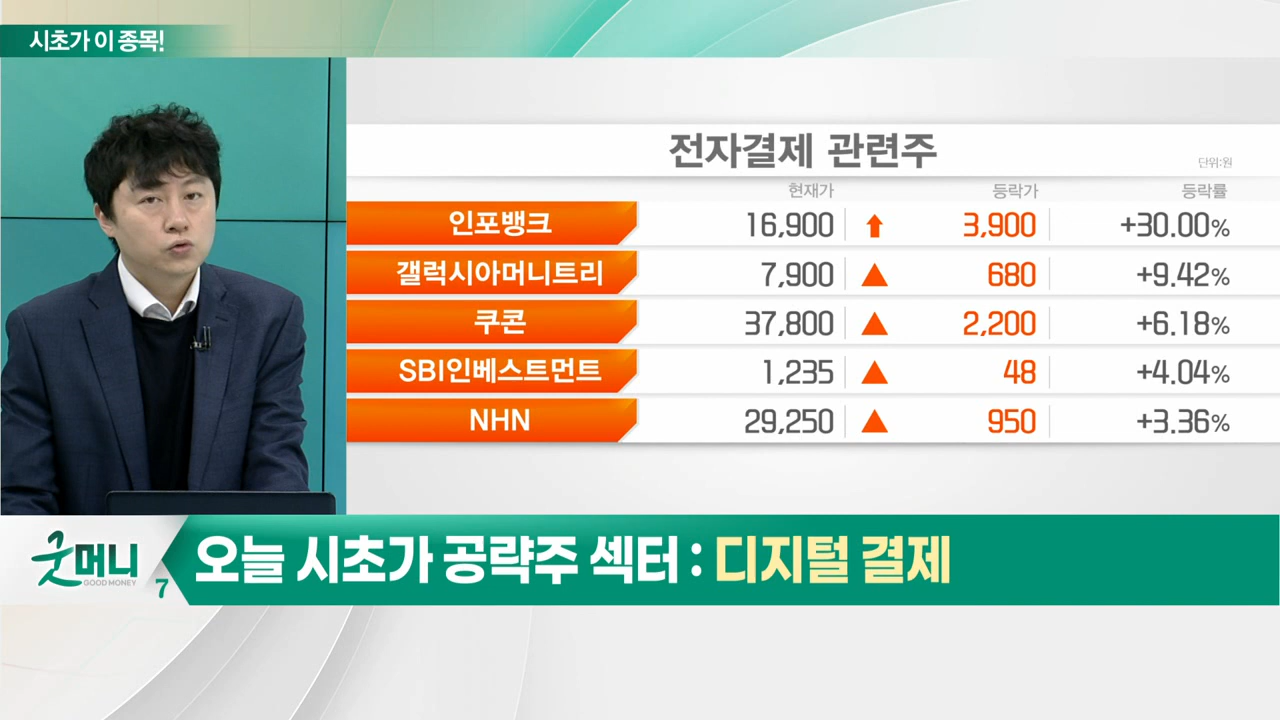 시초가 이 종목!
전자결제 관련주
단위:원
현재가 등락가 등락률
인포뱅크 16,900 3,900 +30.00%
갤럭시아머니트리 7,900 ▲ 680 +9.42%
쿠콘 37,800 ▲ 2,200 +6.18%
SBI인베스트먼트 1,235 ▲ 48 +4.04%
NHN 29,250 ▲ 950 +3.36%
굿머니
GOOD MONEY
7
오늘 시초가 공략주 섹터 : 디지털 결제